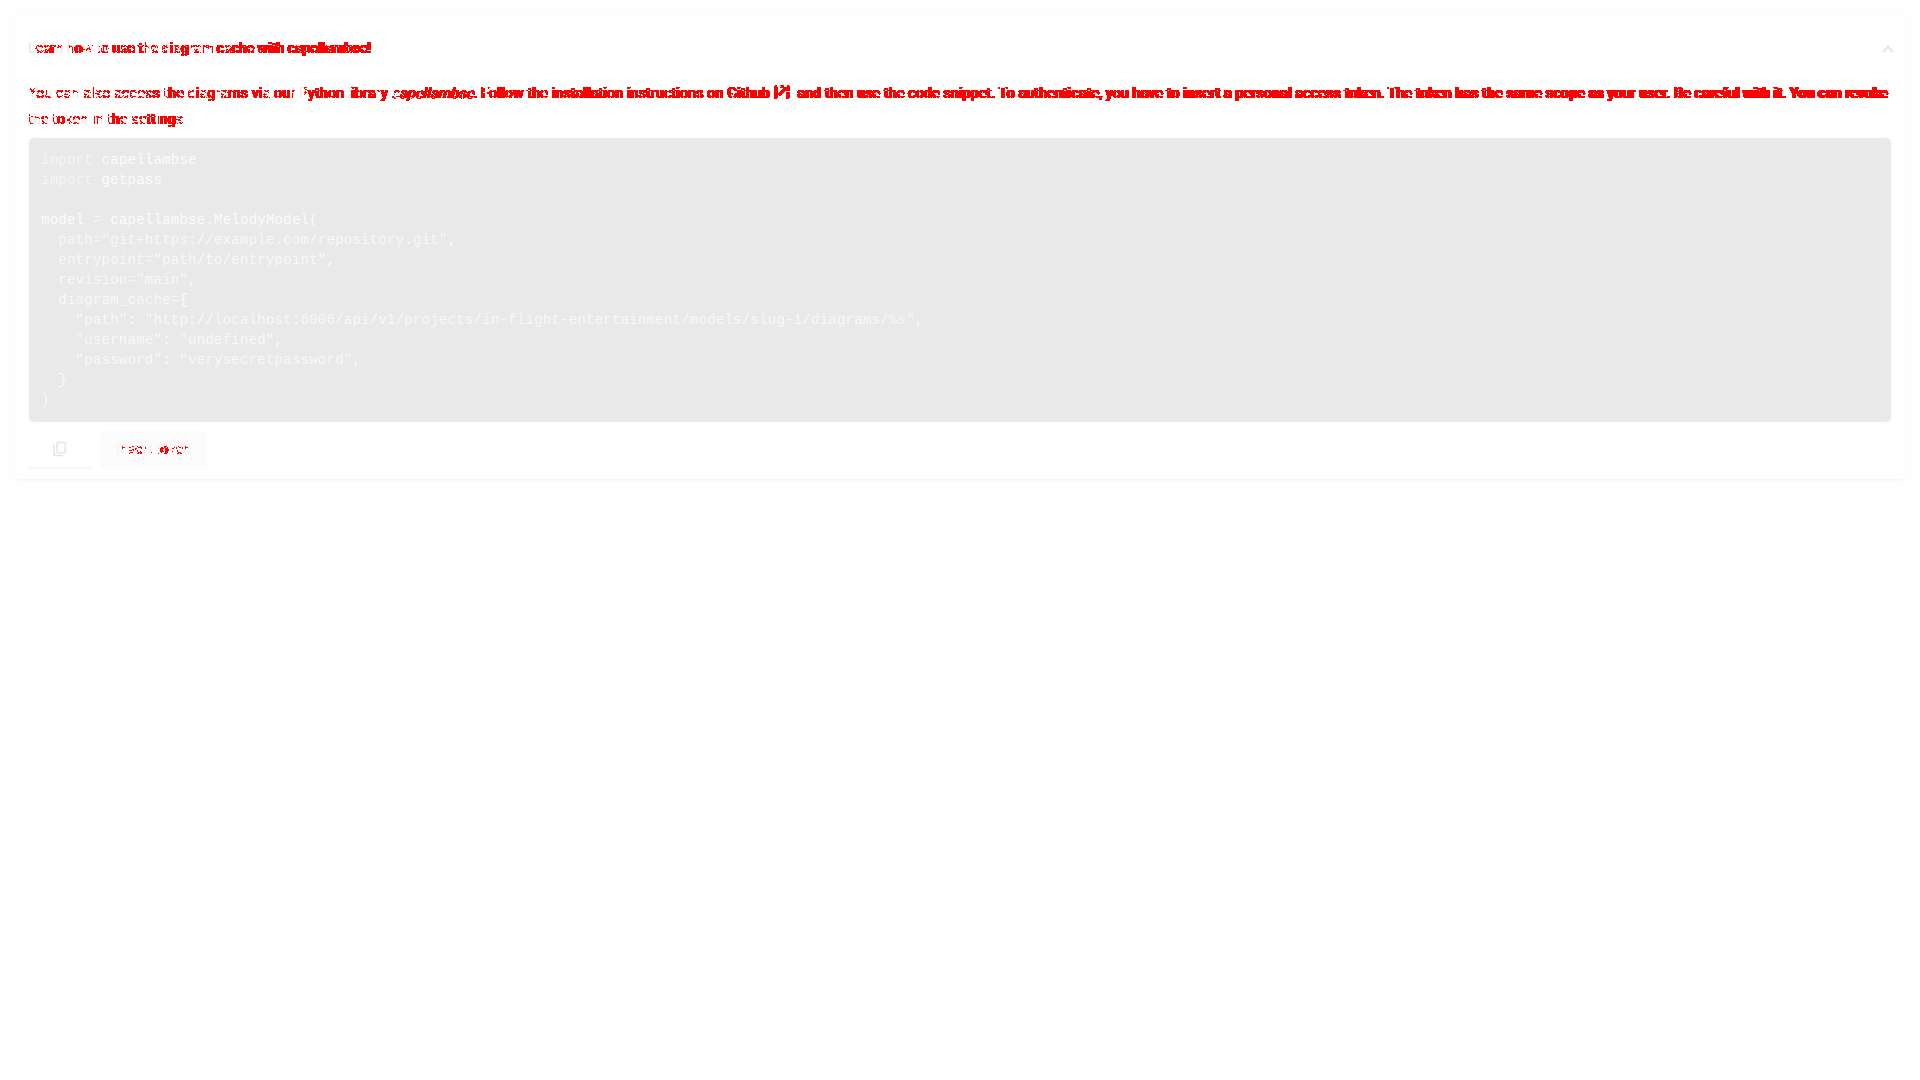 Learn how to use the diagram cache with capellambse!
You can also access the diagrams via our Python library capellambse. Follow the installation instructions on Github and then use the code snippet. To authenticate, you have to insert a personal access token. The token has the same scope as your user. Be careful with it. You can revoke
the token in the settings
import capellambse
import getpass
model = capellambse.MelodyModel(
path="git+https://example.com/repository.git",
entrypoint="path/to/entrypoint",
revision="main",
diagram_cache={
"path": "http://localhost:6006/api/v1/projects/in-flight-entertainment/models/slug-1/diagrams/%s",
"username": "undefined",
"password": "verysecretpassword",
}
)
Insert token